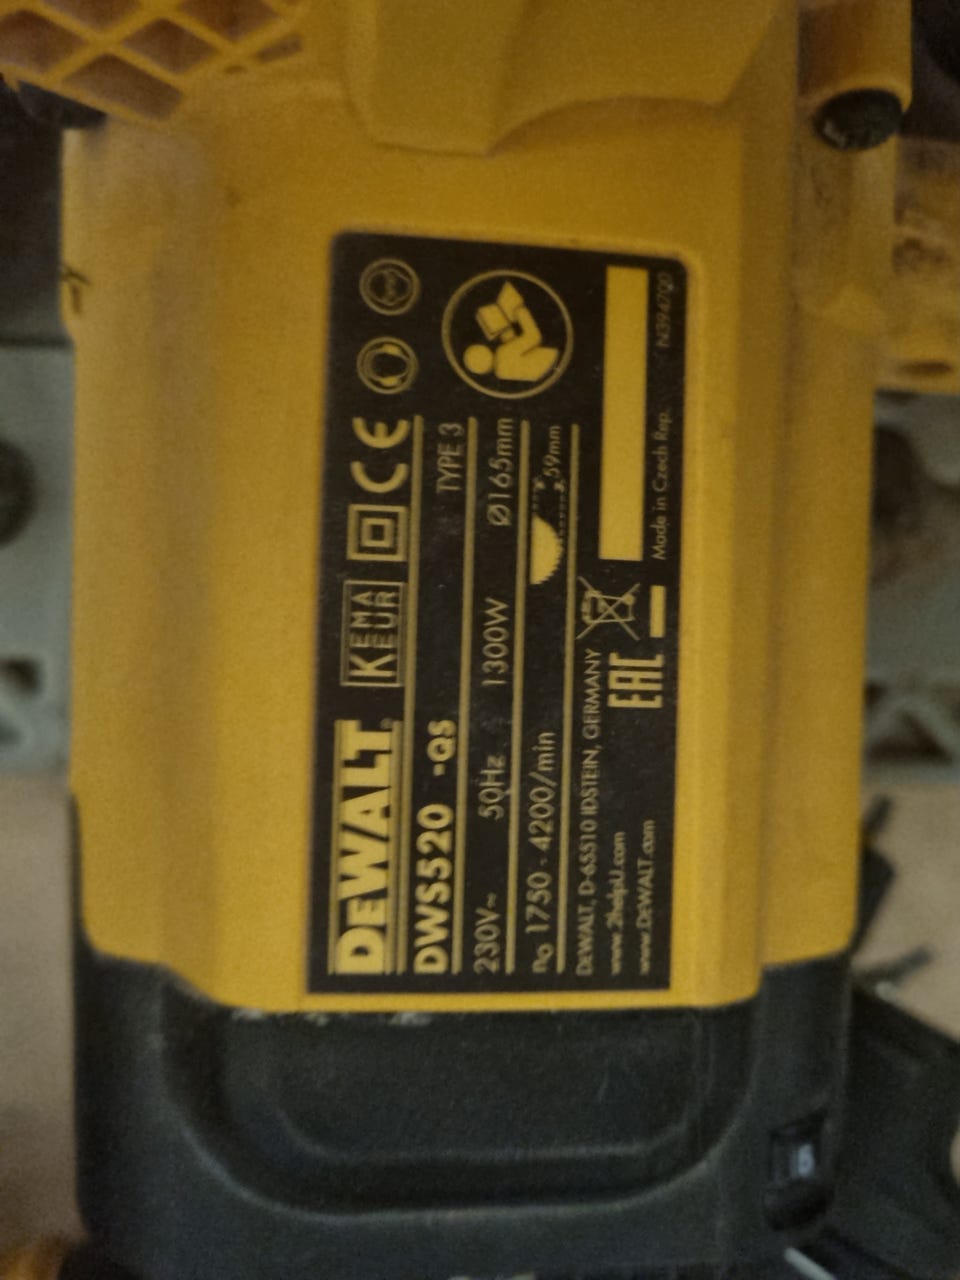 DeWALT® KEMA KEUR CE
DWS520 -QS TYPE 3
230V~ 50Hz 1300W Ø165mm
n₀ 1750 - 4200/min 59mm
DeWALT, D-65510 IDSTEIN, GERMANY
www.2helpU.com
www.DeWALT.com
EAC
Made in Czech Rep. N394700
5